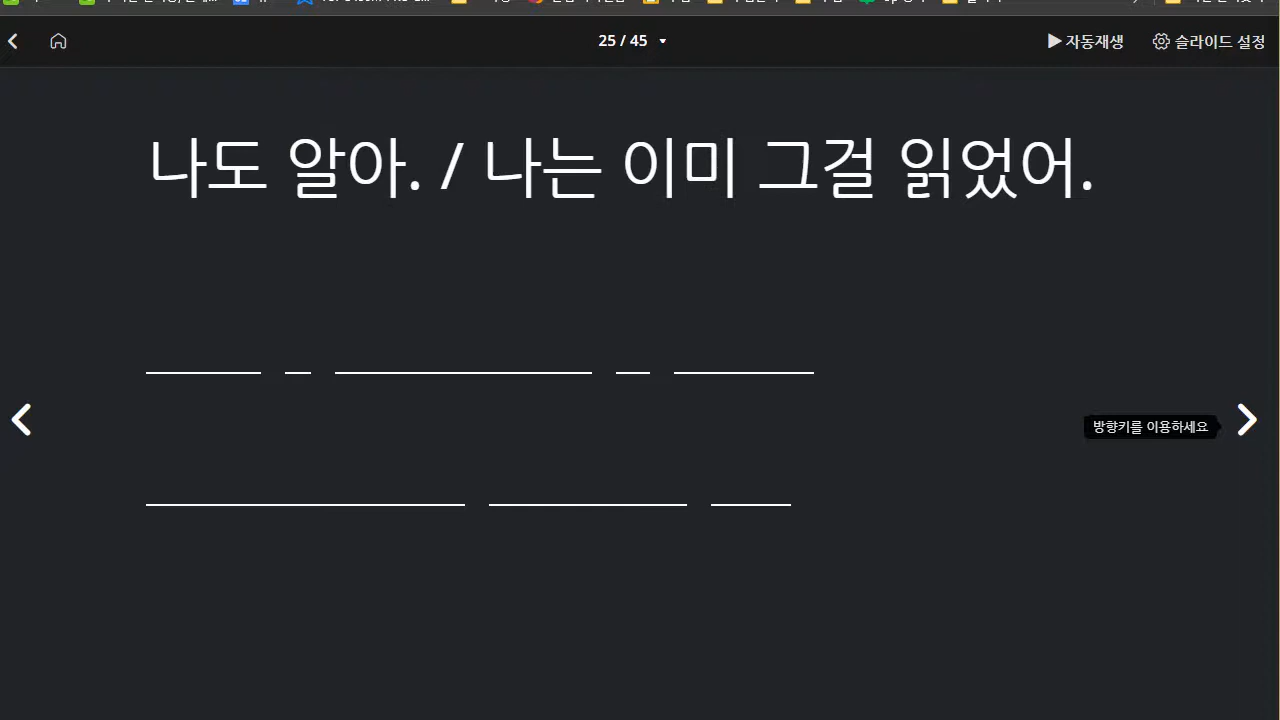 25 / 45
자동재생
슬라이드 설정
나도 알아. / 나는 이미 그걸 읽었어.
방향키를 이용하세요